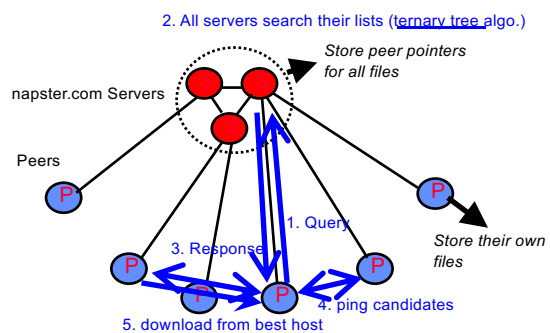 2. All servers search their lists (ternary tree algo.)
Store peer pointers
for all files
napster.com Servers
Peers
P
P
1. Query
3. Response
Store their own
files
P
P
P
P
4. ping candidates
5. download from best host